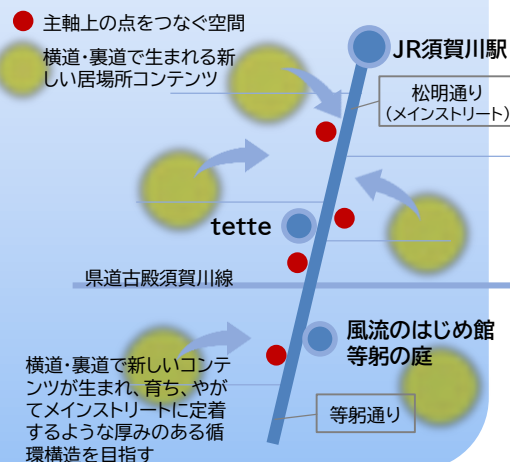 主軸上の点をつなぐ空間
横道・裏道で生まれる新
しい居場所コンテンツ
JR須賀川駅
松明通り
（メインストリート）
tette
県道古殿須賀川線
風流のはじめ館
等躬の庭
横道・裏道で新しいコンテ
ンツが生まれ、育ち、やが
てメインストリートに定着
するような厚みのある循
環構造を目指す
等躬通り